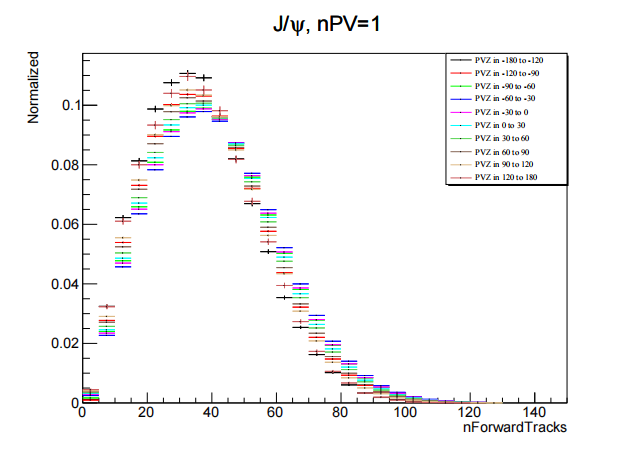 J/ψ, nPV=1
Normalized
PVZ in -180 to -120
PVZ in -120 to -90
PVZ in -90 to -60
PVZ in -60 to -30
PVZ in -30 to 0
PVZ in 0 to 30
PVZ in 30 to 60
PVZ in 60 to 90
PVZ in 90 to 120
PVZ in 120 to 180
0.1
0.08
0.06
0.04
0.02
0
0 20 40 60 80 100 120 140
nForwardTracks